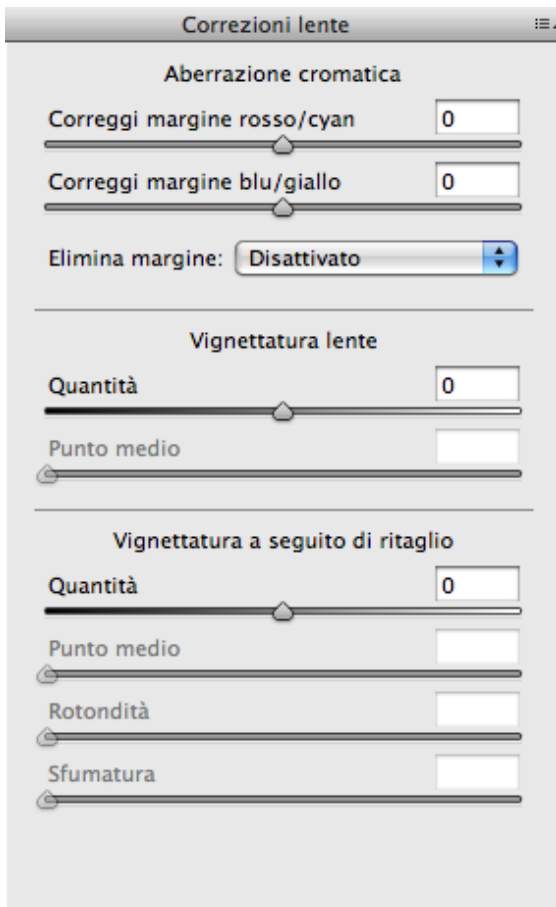 Correzioni lente
Aberrazione cromatica
Correggi margine rosso/cyan 0
Correggi margine blu/giallo 0
Elimina margine: Disattivato
Vignettatura lente
Quantità 0
Punto medio
Vignettatura a seguito di ritaglio
Quantità 0
Punto medio
Rotondità
Sfumatura